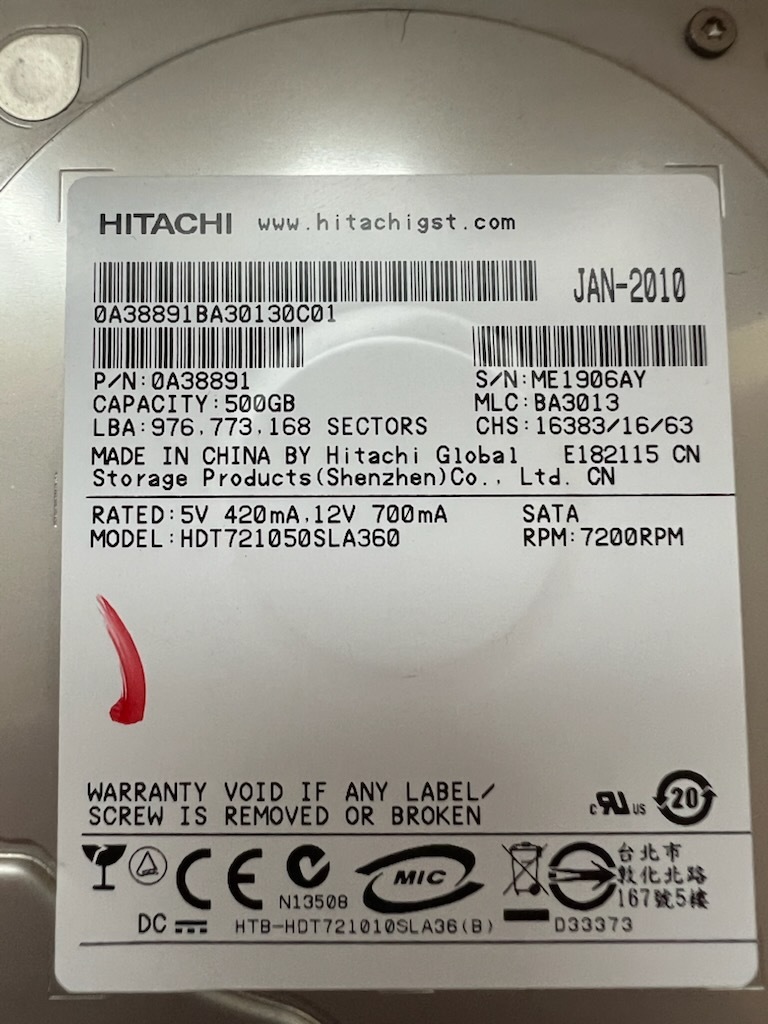 HITACHI www.hitachigst.com
JAN-2010
0A38891BA30130C01
P/N:0A38891 S/N:ME1906AY
CAPACITY:500GB MLC:BA3013
LBA:976,773,168 SECTORS CHS:16383/16/63
MADE IN CHINA BY Hitachi Global E182115 CN
Storage Products(Shenzhen)Co., Ltd. CN
RATED:5V 420mA,12V 700mA SATA
MODEL:HDT721050SLA360 RPM:7200RPM
WARRANTY VOID IF ANY LABEL/
SCREW IS REMOVED OR BROKEN
c RU US 20
CE N13508 MIC
台北市
敦化北路
167號5樓
DC HTB-HDT721010SLA36(B) D33373